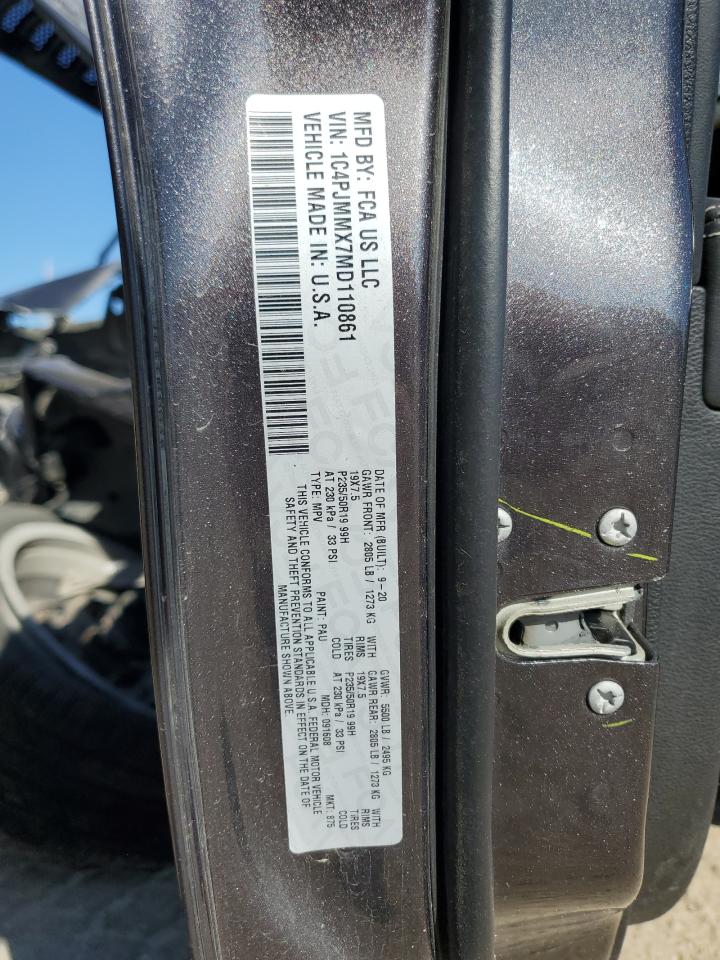 MFD BY: FCA US LLC
VIN: 1C4PJMMX7MD110861
VEHICLE MADE IN: U.S.A.
DATE OF MFR (BUILT): 9-20 GVWR: 5500 LB / 2495 KG
GAWR FRONT: 2805 LB / 1273 KG WITH GAWR REAR: 2805 LB / 1273 KG WITH
19X7.5 RIMS 19X7.5 RIMS
P235/50R19 99H TIRES P235/50R19 99H TIRES
AT 230 kPa / 33 PSI COLD AT 230 kPa / 33 PSI COLD
TYPE: MPV PAINT: PAU MDH: 091608 MKT: 875
THIS VEHICLE CONFORMS TO ALL APPLICABLE U.S.A. FEDERAL MOTOR VEHICLE
SAFETY AND THEFT PREVENTION STANDARDS IN EFFECT ON THE DATE OF
MANUFACTURE SHOWN ABOVE